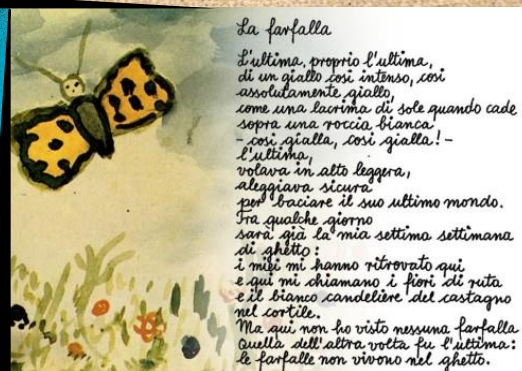 La farfalla
L'ultima, proprio l'ultima,
di un giallo così intenso, così
assolutamente giallo,
come una lacrima di sole quando cade
sopra una roccia bianca
- così gialla, così gialla! -
l'ultima,
volava in alto leggera,
aleggiava sicura
per baciare il suo ultimo mondo.
Fra qualche giorno
sarà già la mia settima settimana
di ghetto:
i miei mi hanno ritrovato qui
e qui mi chiamano i fiori di ruta
e il bianco candeliere del castagno
nel cortile.
Ma qui non ho visto nessuna farfalla
Quella dell'altra volta fu l'ultima:
le farfalle non vivono nel ghetto.